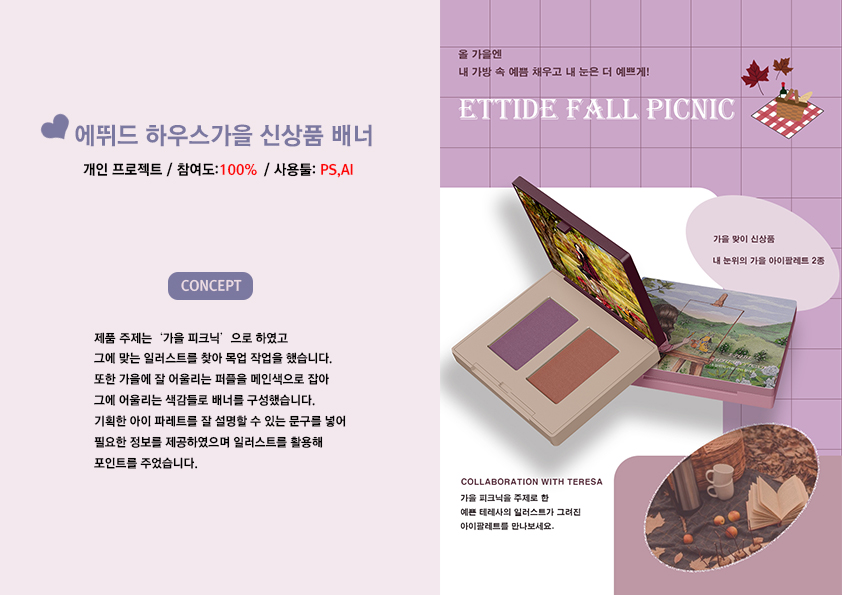 에뛰드 하우스가을 신상품 배너
개인 프로젝트 / 참여도:100% / 사용툴: PS,AI
CONCEPT
제품 주제는 ‘가을 피크닉’ 으로 하였고
그에 맞는 일러스트를 찾아 목업 작업을 했습니다.
또한 가을에 잘 어울리는 퍼플을 메인색으로 잡아
그에 어울리는 색감들로 배너를 구성했습니다.
기획한 아이 파레트를 잘 설명할 수 있는 문구를 넣어
필요한 정보를 제공하였으며 일러스트를 활용해
포인트를 주었습니다.
올 가을엔
내 가방 속 예쁨 채우고 내 눈은 더 예쁘게!
ETTIDE FALL PICNIC
가을 맞이 신상품
내 눈위의 가을 아이팔레트 2종
COLLABORATION WITH TERESA
가을 피크닉을 주제로 한
예쁜 테레사의 일러스트가 그려진
아이팔레트를 만나보세요.